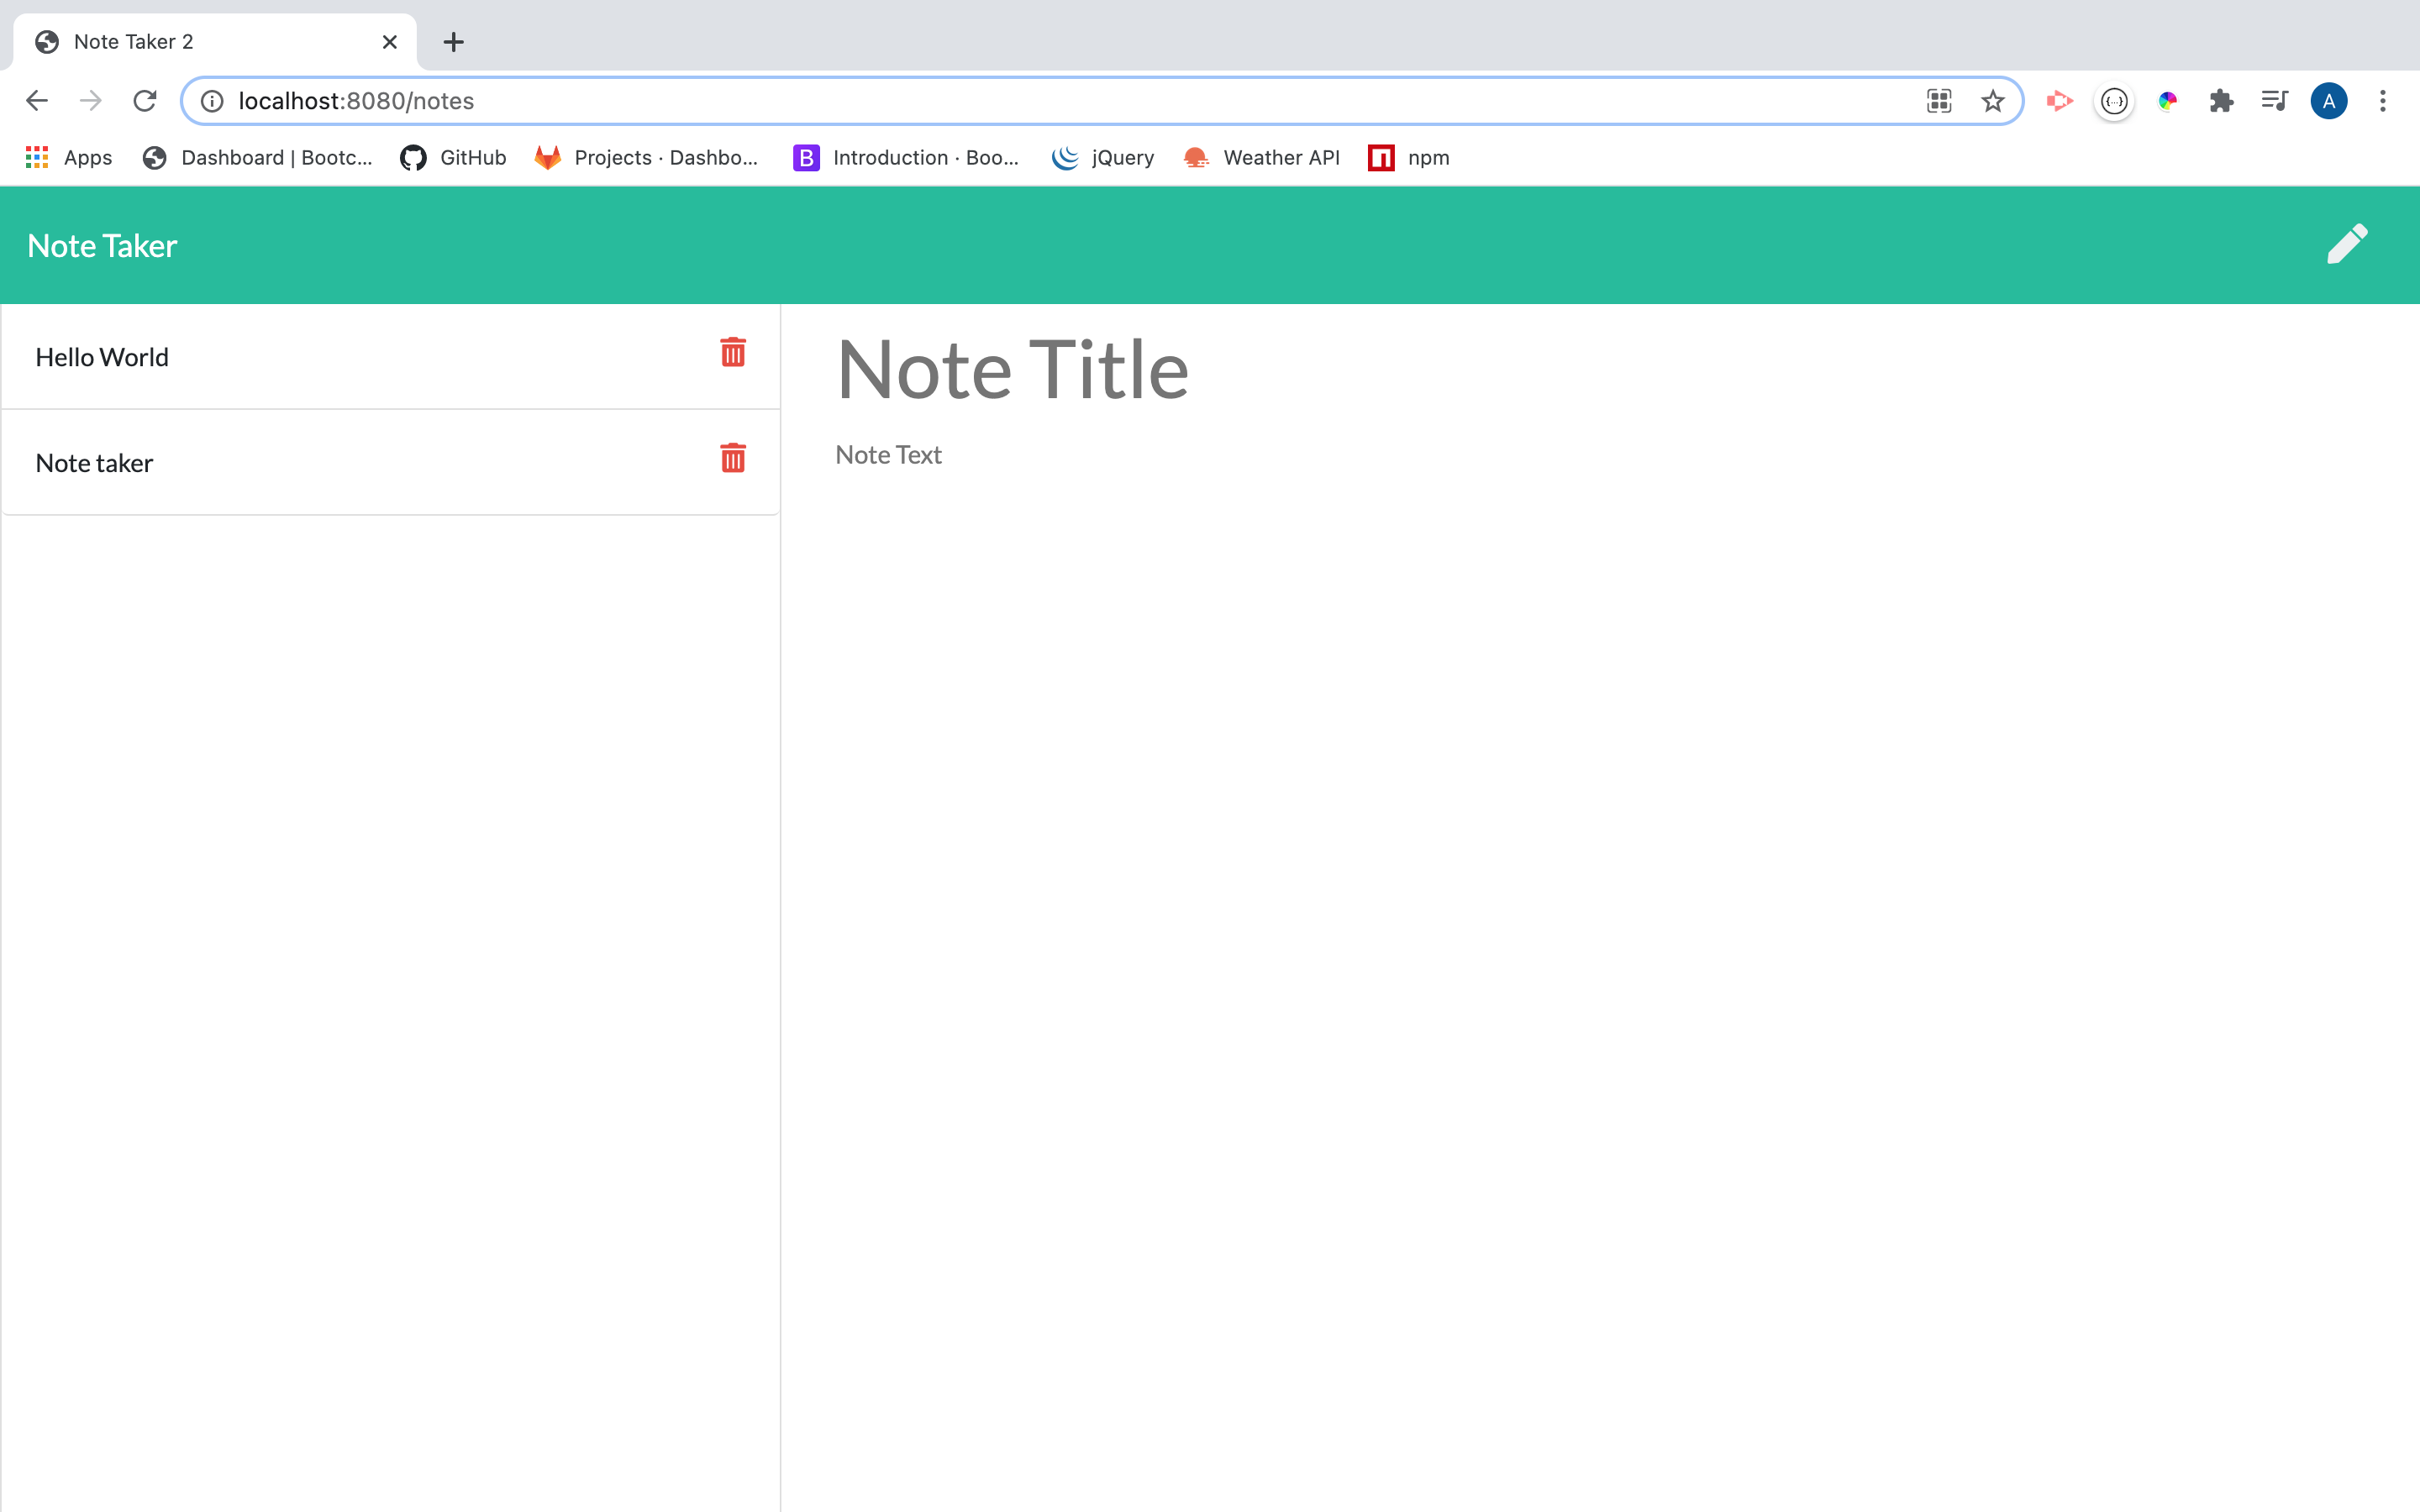 Note Taker 2
localhost:8080/notes
A
Apps Dashboard | Bootc... GitHub Projects · Dashbo... B Introduction · Boo... jQuery Weather API npm
Note Taker
Hello World
Note taker
Note Title
Note Text